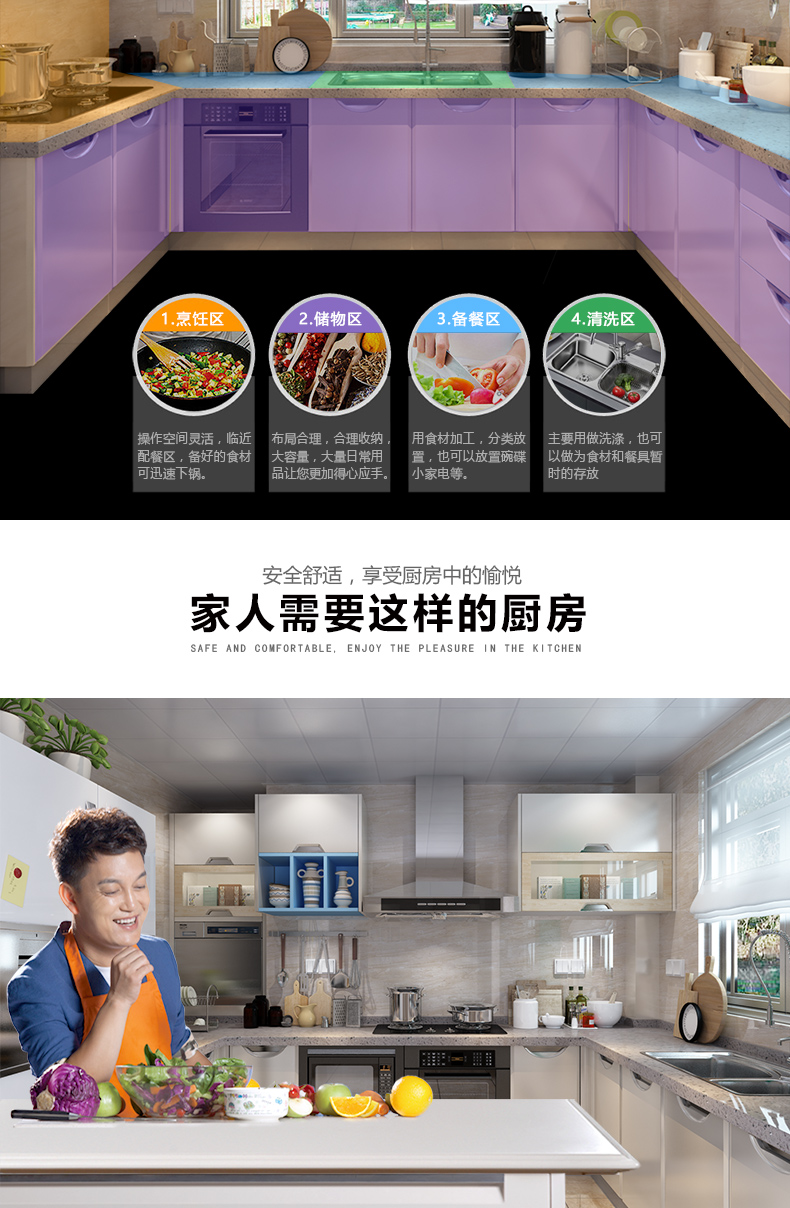 1.烹饪区
操作空间灵活，临近
配餐区，备好的食材
可迅速下锅。
2.储物区
布局合理，合理收纳，
大容量，大量日常用
品让您更加得心应手。
3.备餐区
用食材加工，分类放
置，也可以放置碗碟
小家电等。
4.清洗区
主要用做洗涤，也可
以做为食材和餐具暂
时的存放
安全舒适，享受厨房中的愉悦
家人需要这样的厨房
SAFE AND COMFORTABLE, ENJOY THE PLEASURE IN THE KITCHEN